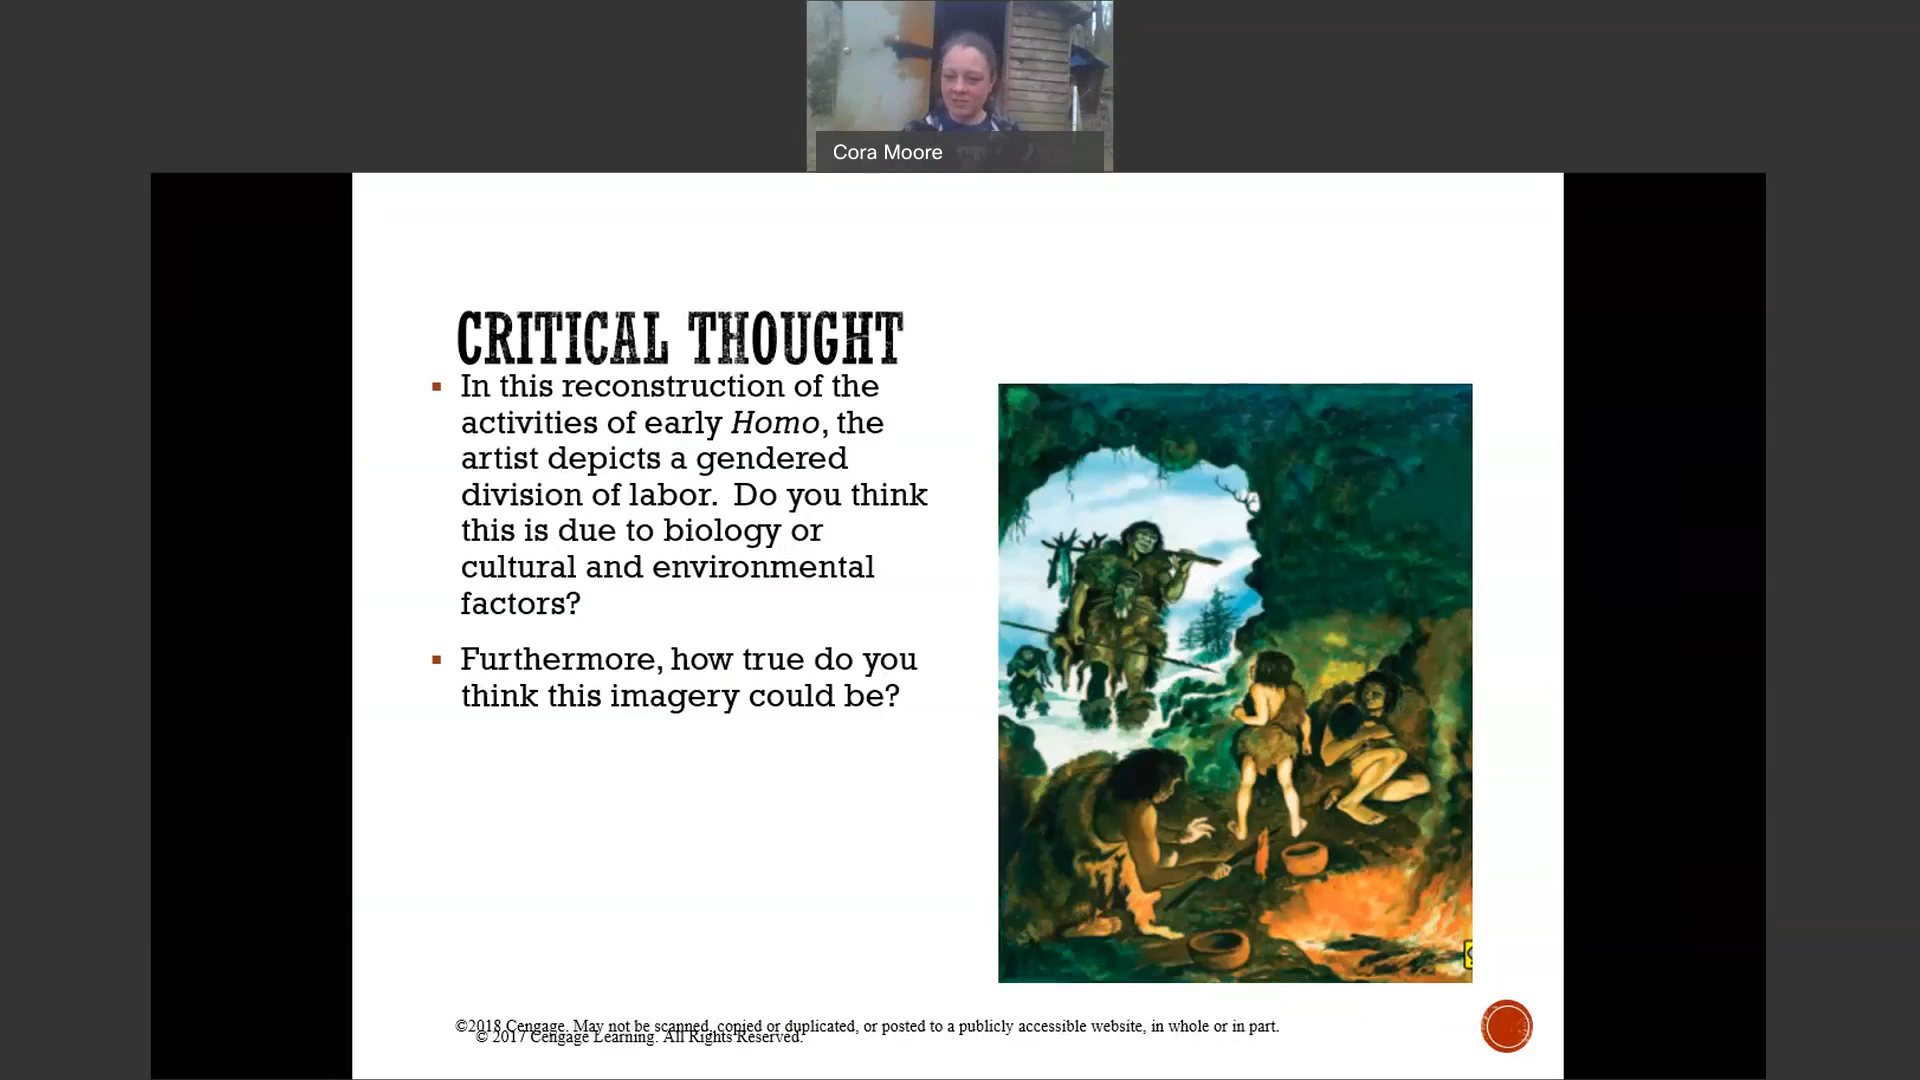 Cora Moore
CRITICAL THOUGHT
In this reconstruction of the
activities of early Homo, the
artist depicts a gendered
division of labor. Do you think
this is due to biology or
cultural and environmental
factors?
Furthermore, how true do you
think this imagery could be?
©2018 Cengage. May not be scanned, copied or duplicated, or posted to a publicly accessible website, in whole or in part.
© 2017 Cengage Learning. All Rights Reserved.